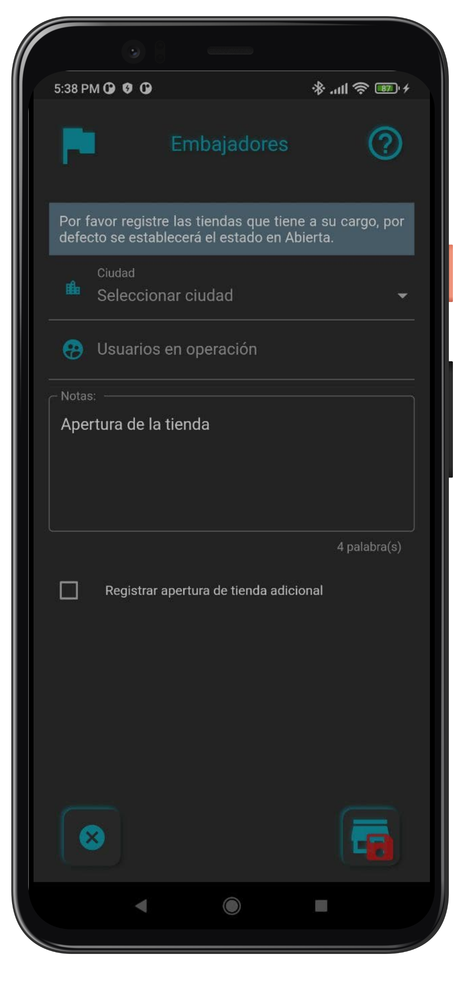 5:38 PM
87
Embajadores
Por favor registre las tiendas que tiene a su cargo, por
defecto se establecerá el estado en Abierta.
Ciudad
Seleccionar ciudad
Usuarios en operación
Notas:
Apertura de la tienda
4 palabra(s)
Registrar apertura de tienda adicional